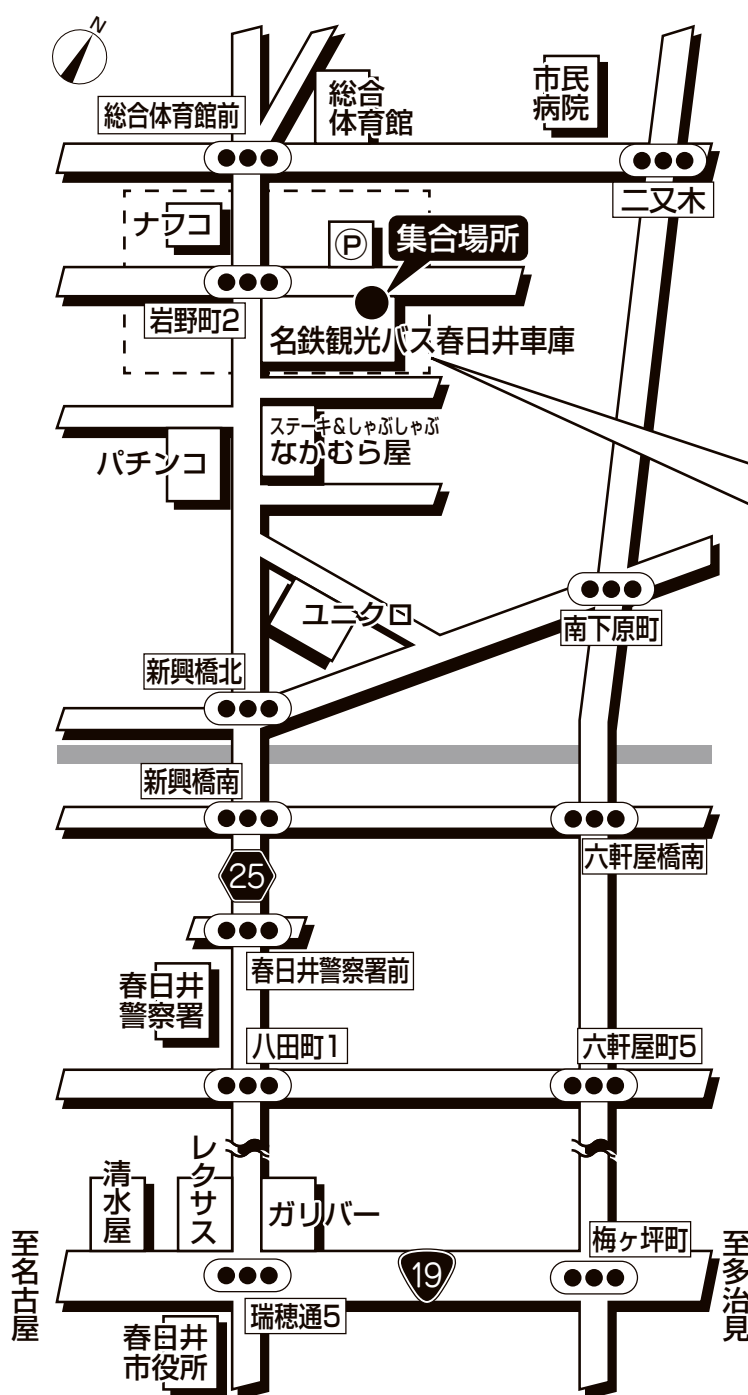 N
総合体育館前
総合
体育館
市民
病院
二又木
ナフコ
P
集合場所
岩野町2
名鉄観光バス春日井車庫
ステーキ&しゃぶしゃぶ
なかむら屋
パチンコ
ユニクロ
南下原町
新興橋北
新興橋南
六軒屋橋南
25
春日井警察署前
春日井
警察署
八田町1
六軒屋町5
清水屋
レクサス
ガリバー
梅ヶ坪町
至名古屋
19
至多治見
瑞穂通5
春日井
市役所